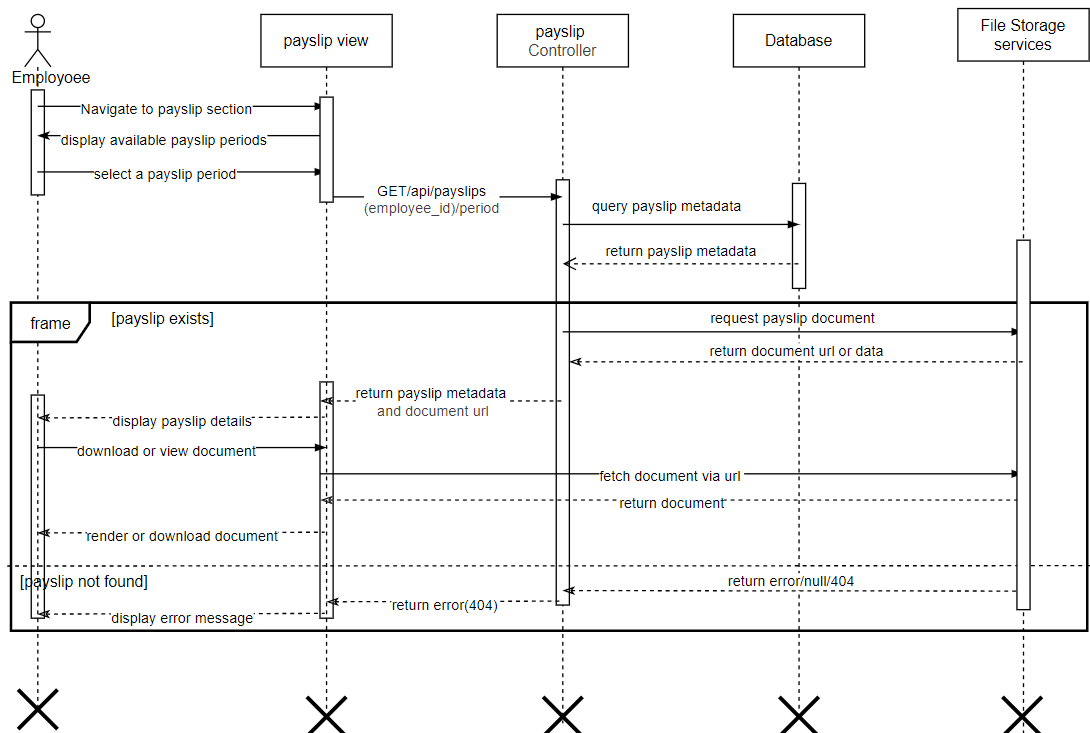 payslip view
payslip
Controller
Database
File Storage
services
Employoee
Navigate to payslip section
display available payslip periods
select a payslip period
GET/api/payslips
(employee_id)/period
query payslip metadata
return payslip metadata
frame
[payslip exists]
request payslip document
return document url or data
return payslip metadata
and document url
display payslip details
download or view document
fetch document via url
return document
render or download document
[payslip not found]
return error/null/404
return error(404)
display error message